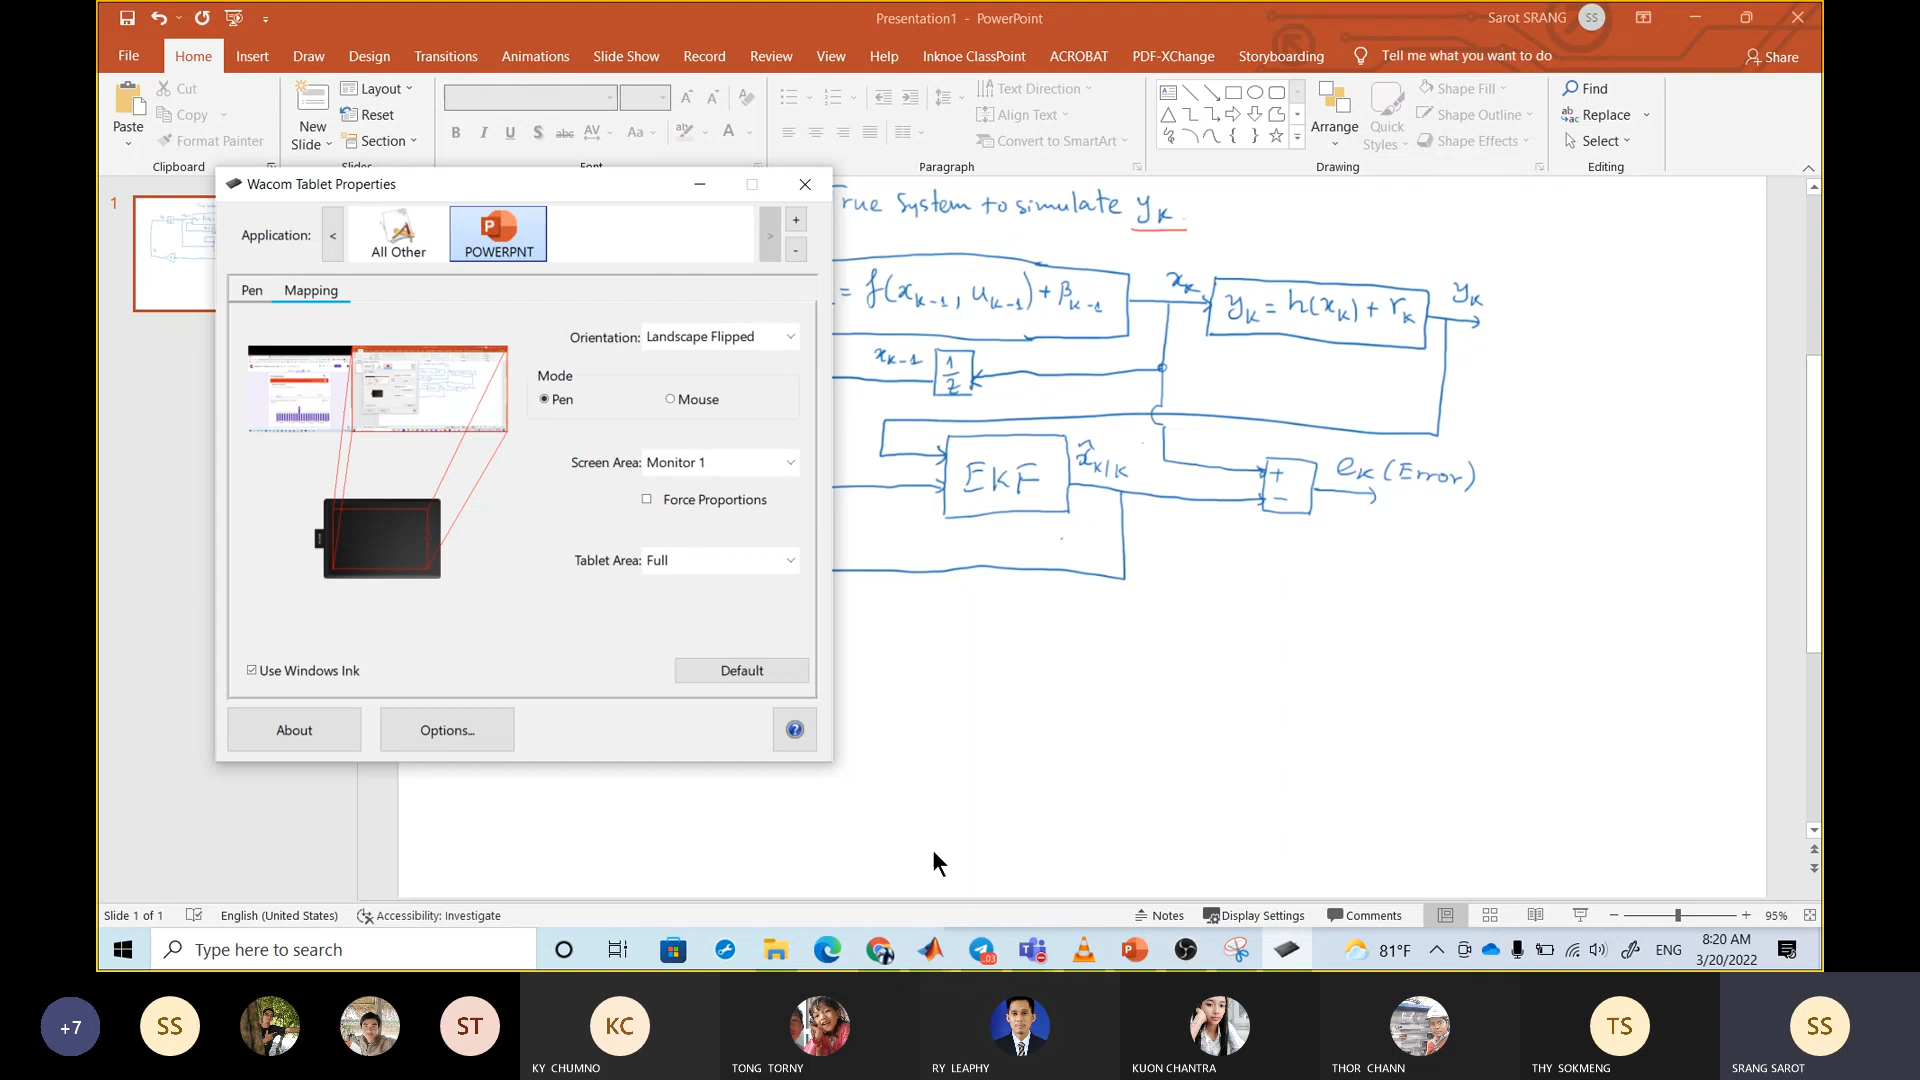 Presentation1 - PowerPoint
Sarot SRANG
SS
File
Home
Insert
Draw
Design
Transitions
Animations
Slide Show
Record
Review
View
Help
Inknoe ClassPoint
ACROBAT
PDF-XChange
Storyboarding
Tell me what you want to do
Share
Paste
Cut
Copy
Format Painter
Clipboard
New
Slide
Layout
Reset
Section
Text Direction
Align Text
Convert to SmartArt
Paragraph
Arrange
Quick
Styles
Shape Fill
Shape Outline
Shape Effects
Drawing
Find
Replace
Select
Editing
1
Wacom Tablet Properties
Application:
All Other
POWERPNT
Pen
Mapping
Orientation: Landscape Flipped
Mode
Pen
Mouse
Screen Area: Monitor 1
Force Proportions
Tablet Area: Full
Use Windows Ink
Default
About
Options...
True System to simulate yₖ.
= f(xₖ₋₁, uₖ₋₁) + βₖ₋₁
xₖ
yₖ = h(xₖ) + rₖ
yₖ
xₖ₋₁
1/z
EKF
x̂ₖ|ₖ
+
−
eₖ (Error)
Slide 1 of 1
English (United States)
Accessibility: Investigate
Notes
Display Settings
Comments
95%
Type here to search
81°F
ENG
8:20 AM
3/20/2022
+7
SS
ST
KC
TS
SS
KY CHUMNO
TONG TORNY
RY LEAPHY
KUON CHANTRA
THOR CHANN
THY SOKMENG
SRANG SAROT